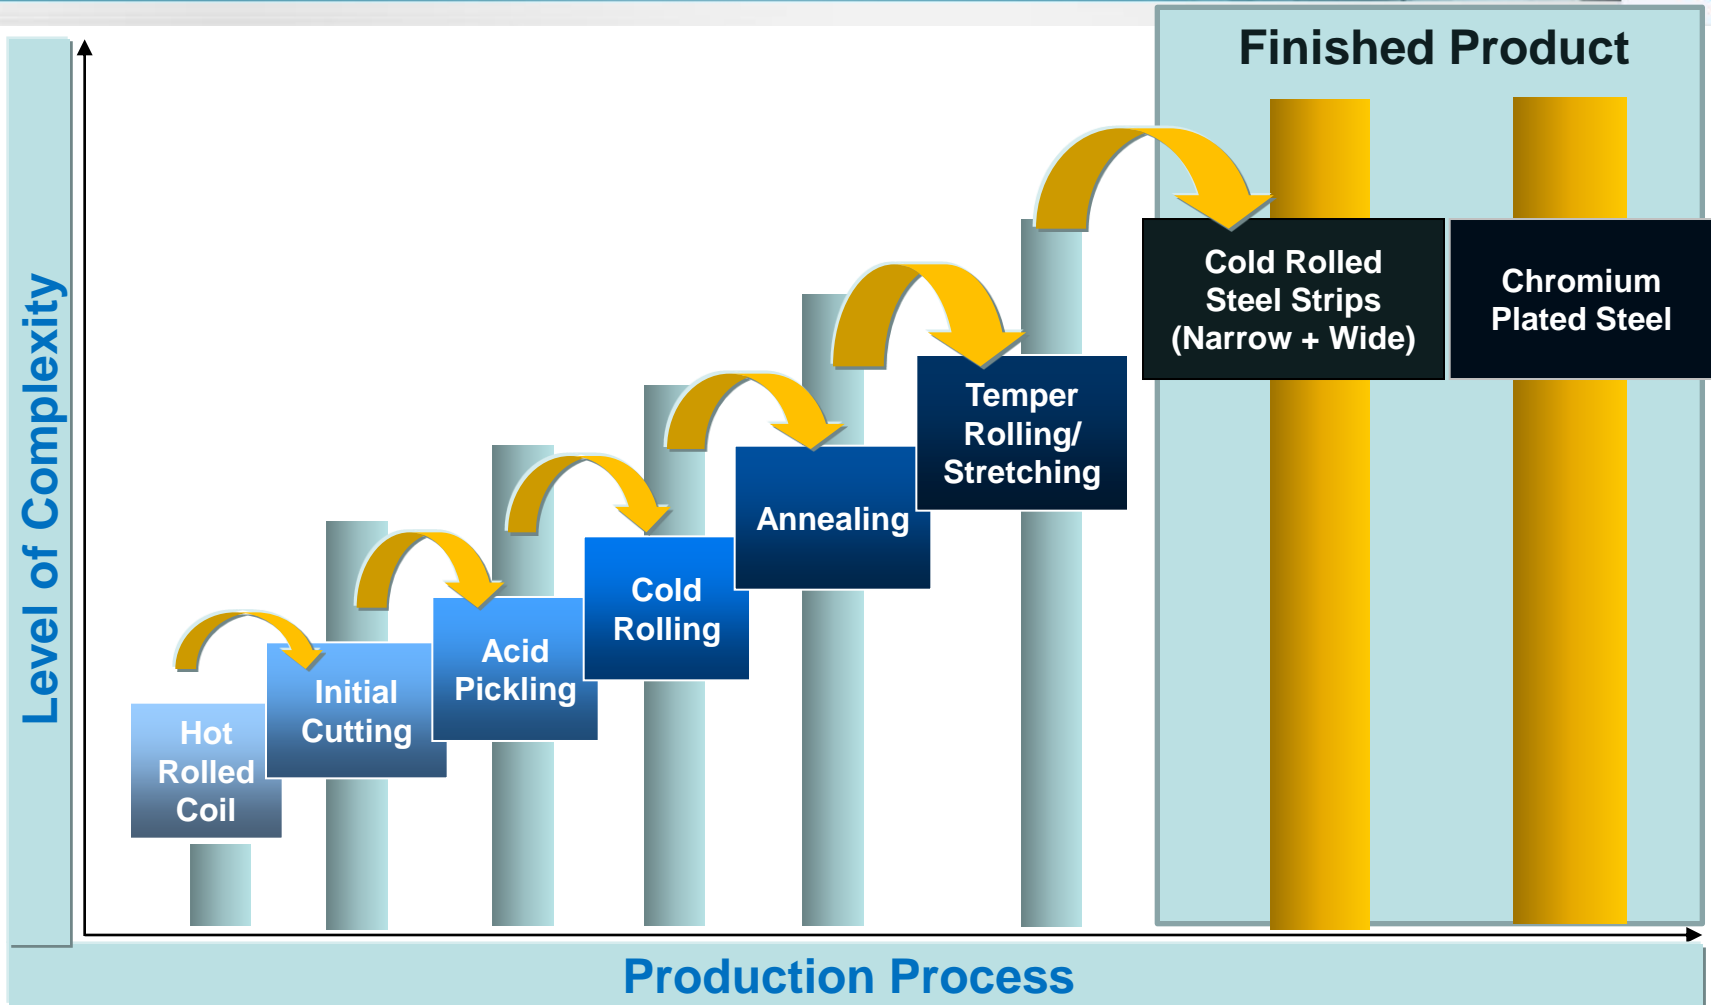 Finished Product
Level of Complexity
Hot
Rolled
Coil
Initial
Cutting
Acid
Pickling
Cold
Rolling
Annealing
Temper
Rolling/
Stretching
Cold Rolled
Steel Strips
(Narrow + Wide)
Chromium
Plated Steel
Production Process